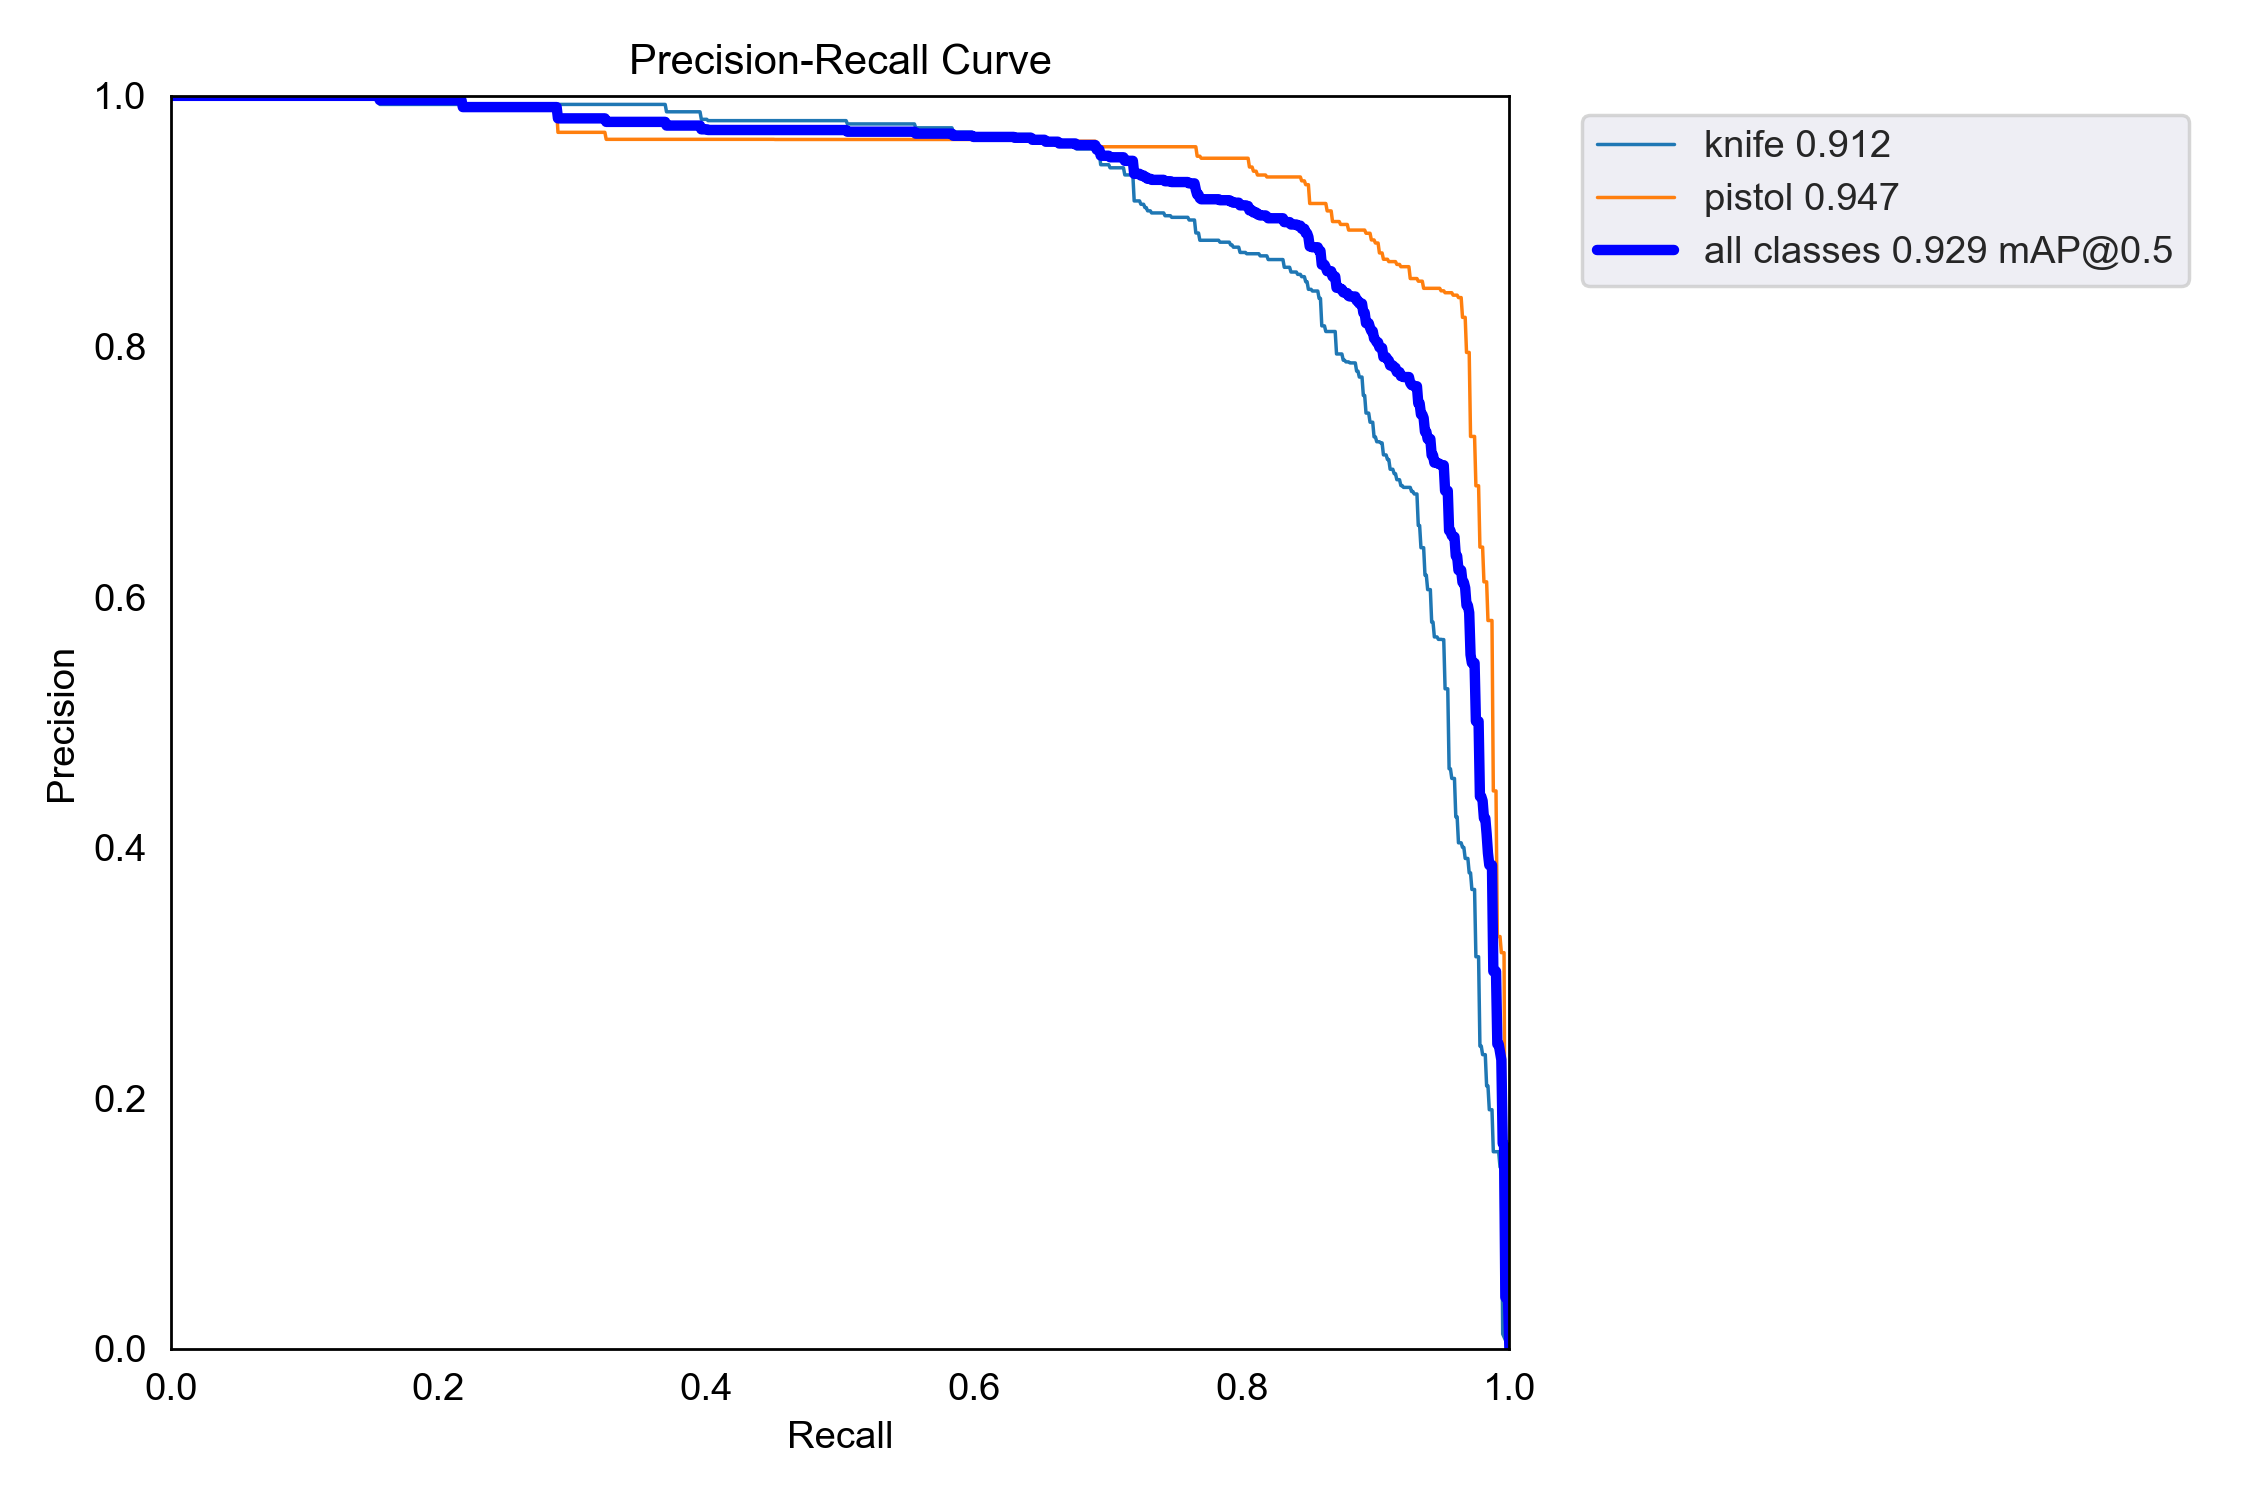 Precision-Recall Curve
knife 0.912
pistol 0.947
all classes 0.929 mAP@0.5
Precision
1.0
0.8
0.6
0.4
0.2
0.0
0.0 0.2 0.4 0.6 0.8 1.0
Recall